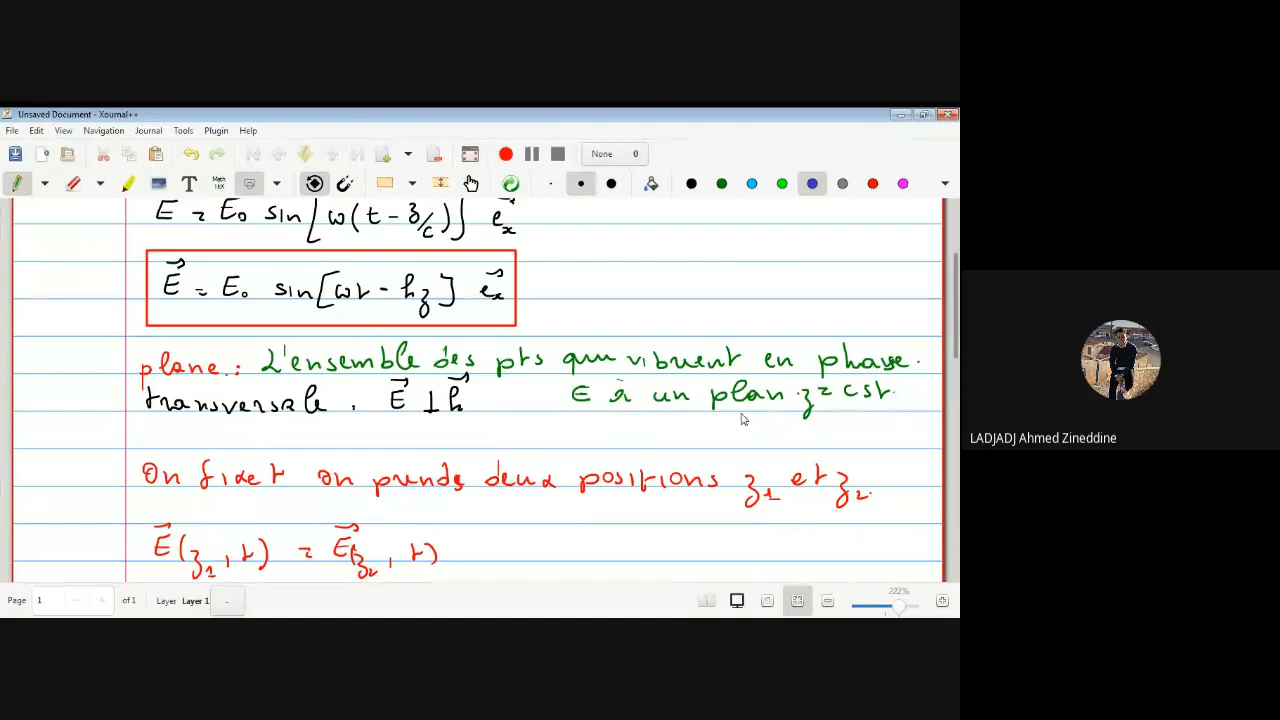 Unsaved Document - Xournal++
File Edit View Navigation Journal Tools Plugin Help
None 0
E = E₀ sin[ω(t - z/c)] e⃗ₓ
E⃗ = E₀ sin[ωt - kz] e⃗ₓ
plane : L'ensemble des pts qui vibrent en phase.
transversale . E⃗ ⊥ k⃗ ∈ à un plan z = cst.
On fixe t on prends deux positions z₁ et z₂.
E⃗(z₁, t) = E⃗(z₂, t)
Page 1 of 1 Layer Layer 1
222%
LADJADJ Ahmed Zineddine